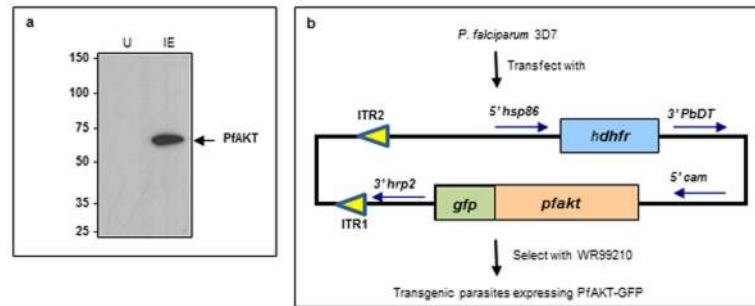 a
U IE
150
100
75
PfAKT
50
35
25
b
P. falciparum 3D7
Transfect with
ITR2
5' hsp86
hdhfr
3' PbDT
3' hrp2
gfp
pfakt
5' cam
ITR1
Select with WR99210
Transgenic parasites expressing PfAKT-GFP